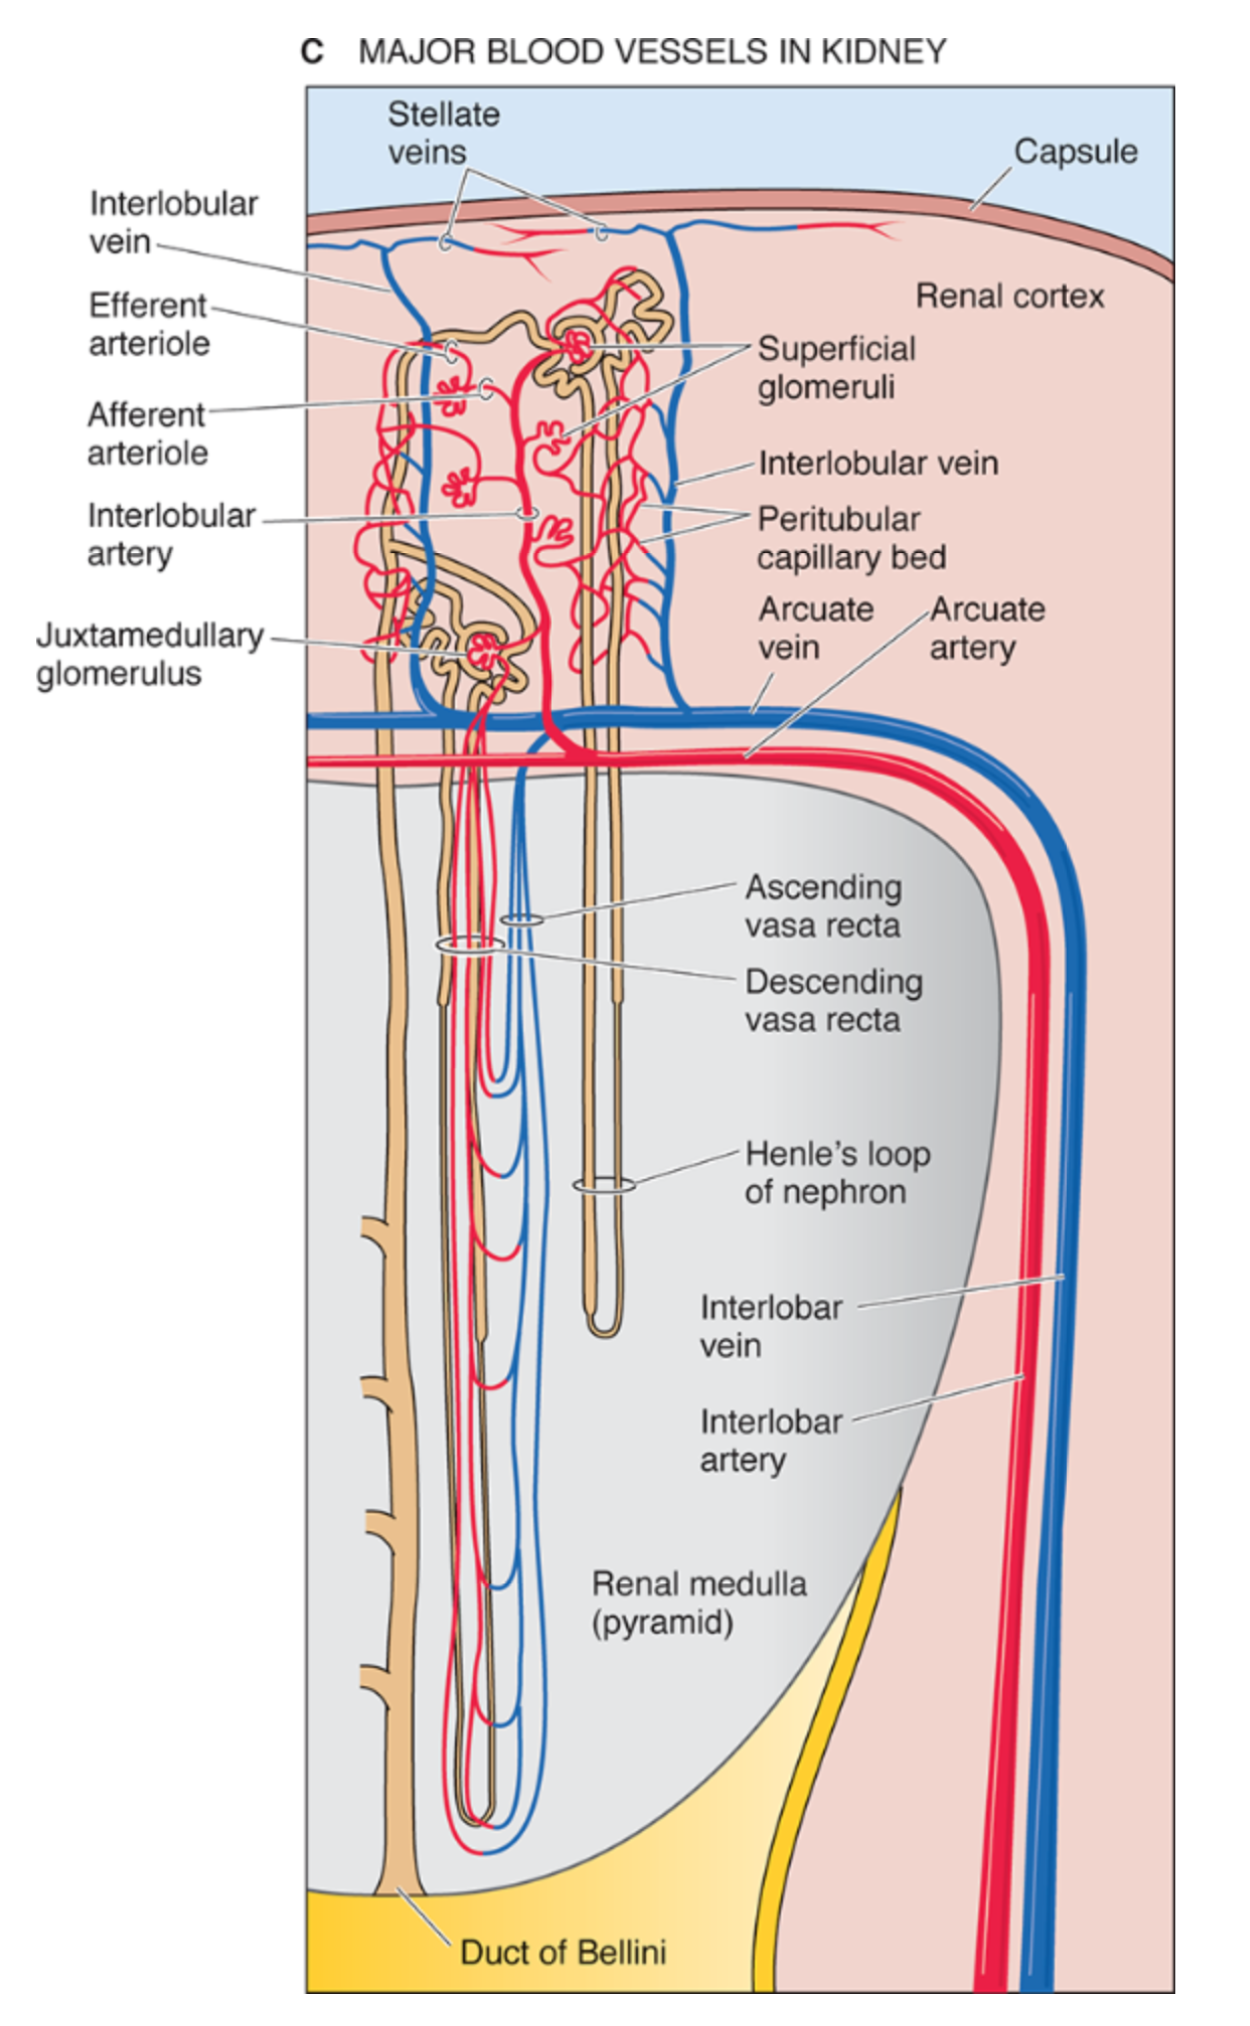 C MAJOR BLOOD VESSELS IN KIDNEY
Stellate
veins
Capsule
Interlobular
vein
Renal cortex
Efferent
arteriole
Superficial
glomeruli
Afferent
arteriole
Interlobular vein
Interlobular
artery
Peritubular
capillary bed
Arcuate
vein
Arcuate
artery
Juxtamedullary
glomerulus
Ascending
vasa recta
Descending
vasa recta
Henle's loop
of nephron
Interlobar
vein
Interlobar
artery
Renal medulla
(pyramid)
Duct of Bellini